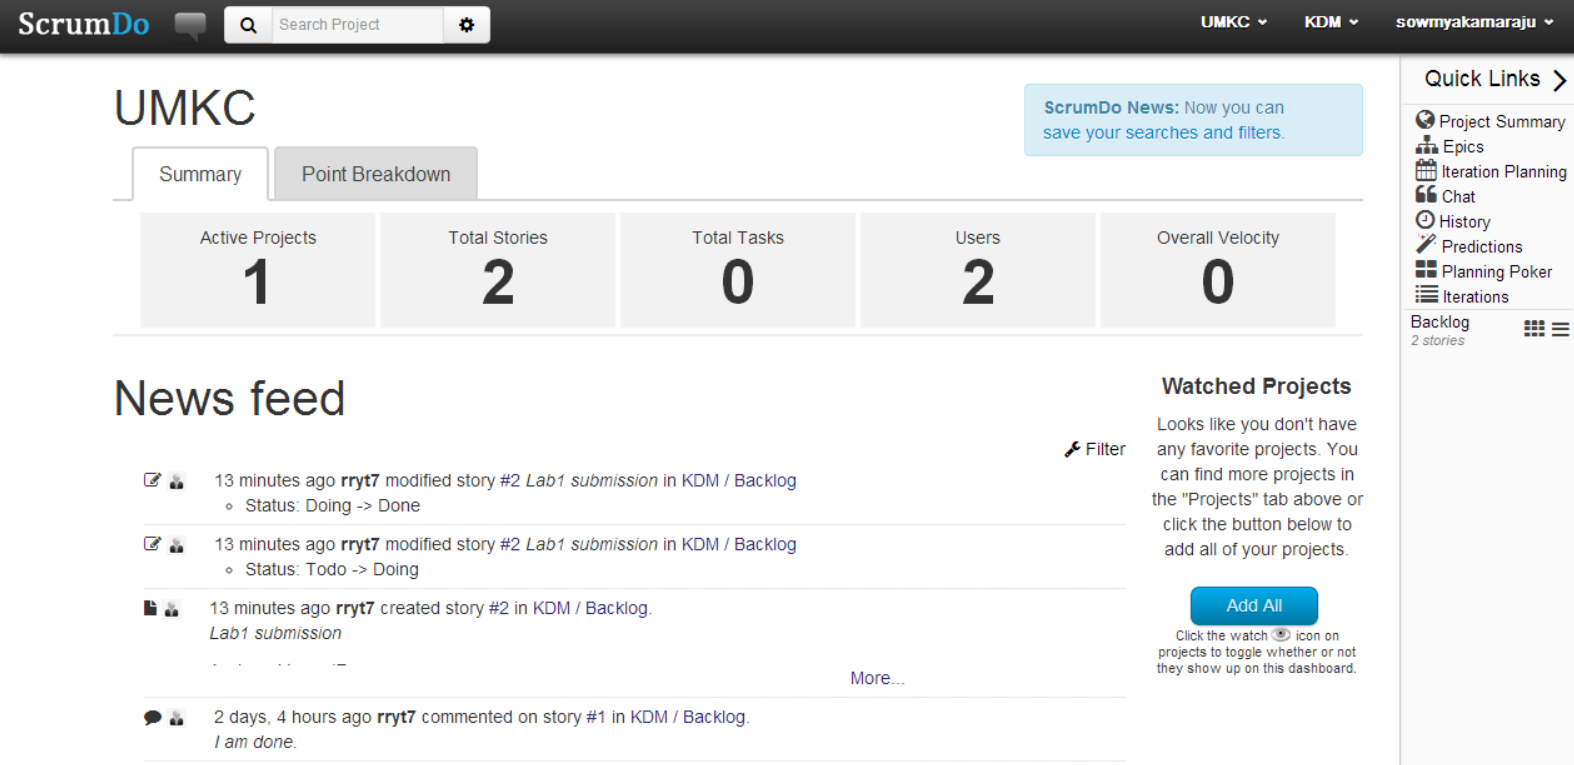 ScrumDo
Search Project
UMKC
KDM
sowmyakamaraju
UMKC
ScrumDo News: Now you can
save your searches and filters.
Summary
Point Breakdown
Active Projects
1
Total Stories
2
Total Tasks
0
Users
2
Overall Velocity
0
News feed
Filter
13 minutes ago rryt7 modified story #2 Lab1 submission in KDM / Backlog
Status: Doing -> Done
13 minutes ago rryt7 modified story #2 Lab1 submission in KDM / Backlog
Status: Todo -> Doing
13 minutes ago rryt7 created story #2 in KDM / Backlog.
Lab1 submission
More...
2 days, 4 hours ago rryt7 commented on story #1 in KDM / Backlog.
I am done.
Watched Projects
Looks like you don't have
any favorite projects. You
can find more projects in
the "Projects" tab above or
click the button below to
add all of your projects.
Add All
Click the watch icon on
projects to toggle whether or not
they show up on this dashboard.
Quick Links
Project Summary
Epics
Iteration Planning
Chat
History
Predictions
Planning Poker
Iterations
Backlog
2 stories